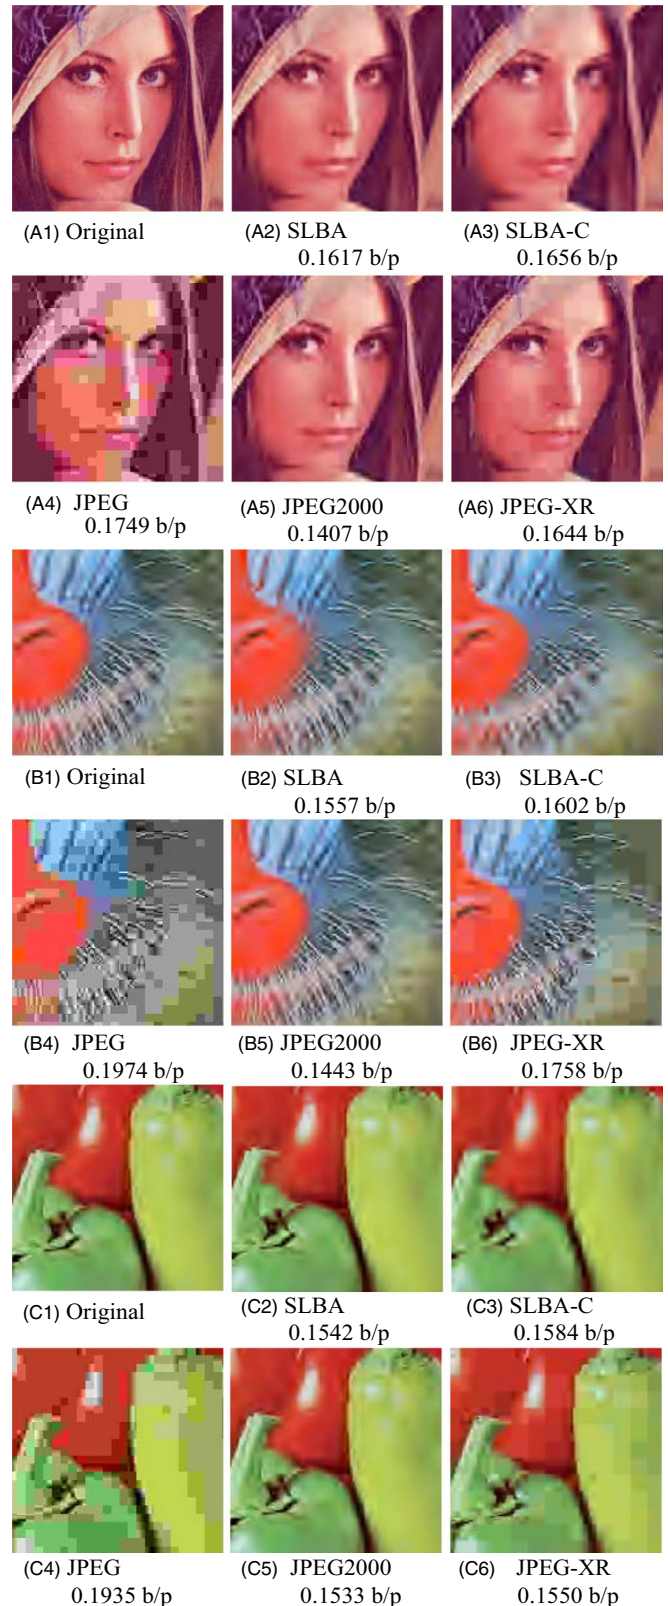 (A1) Original
(A2) SLBA
0.1617 b/p
(A3) SLBA-C
0.1656 b/p
(A4) JPEG
0.1749 b/p
(A5) JPEG2000
0.1407 b/p
(A6) JPEG-XR
0.1644 b/p
(B1) Original
(B2) SLBA
0.1557 b/p
(B3) SLBA-C
0.1602 b/p
(B4) JPEG
0.1974 b/p
(B5) JPEG2000
0.1443 b/p
(B6) JPEG-XR
0.1758 b/p
(C1) Original
(C2) SLBA
0.1542 b/p
(C3) SLBA-C
0.1584 b/p
(C4) JPEG
0.1935 b/p
(C5) JPEG2000
0.1533 b/p
(C6) JPEG-XR
0.1550 b/p